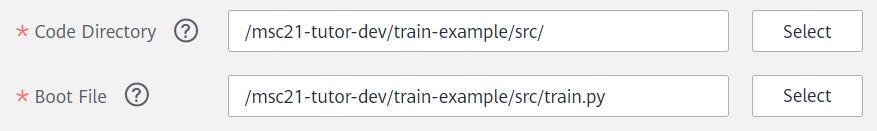 * Code Directory ? /msc21-tutor-dev/train-example/src/ Select
* Boot File ? /msc21-tutor-dev/train-example/src/train.py Select